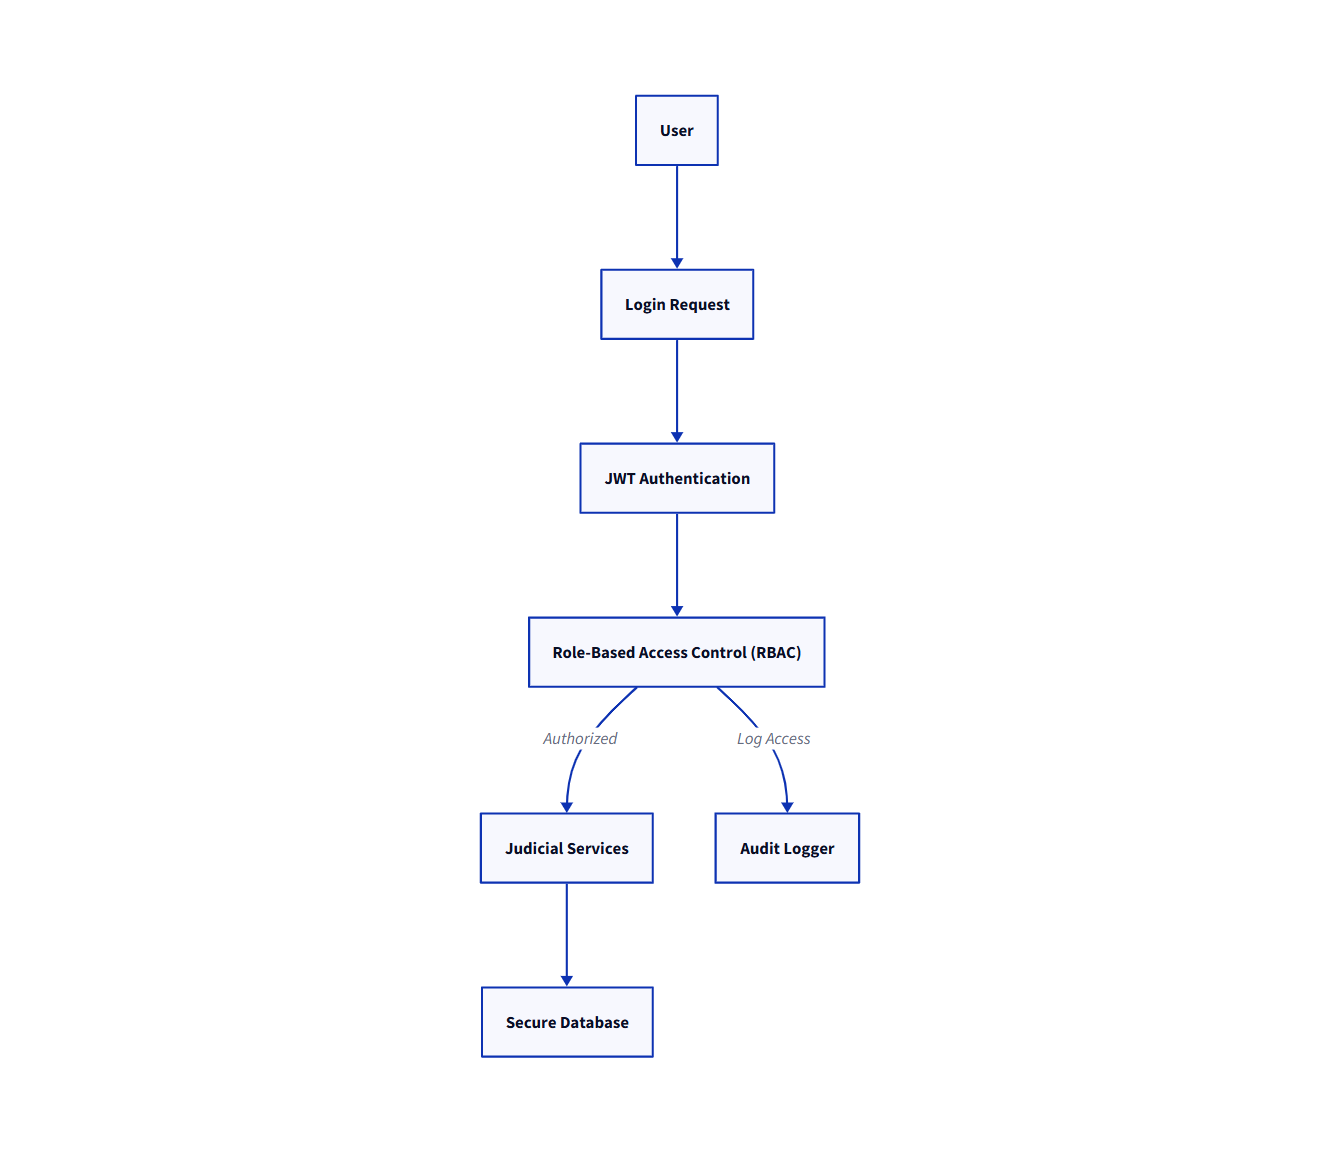 User
Login Request
JWT Authentication
Role-Based Access Control (RBAC)
Authorized
Log Access
Judicial Services
Audit Logger
Secure Database